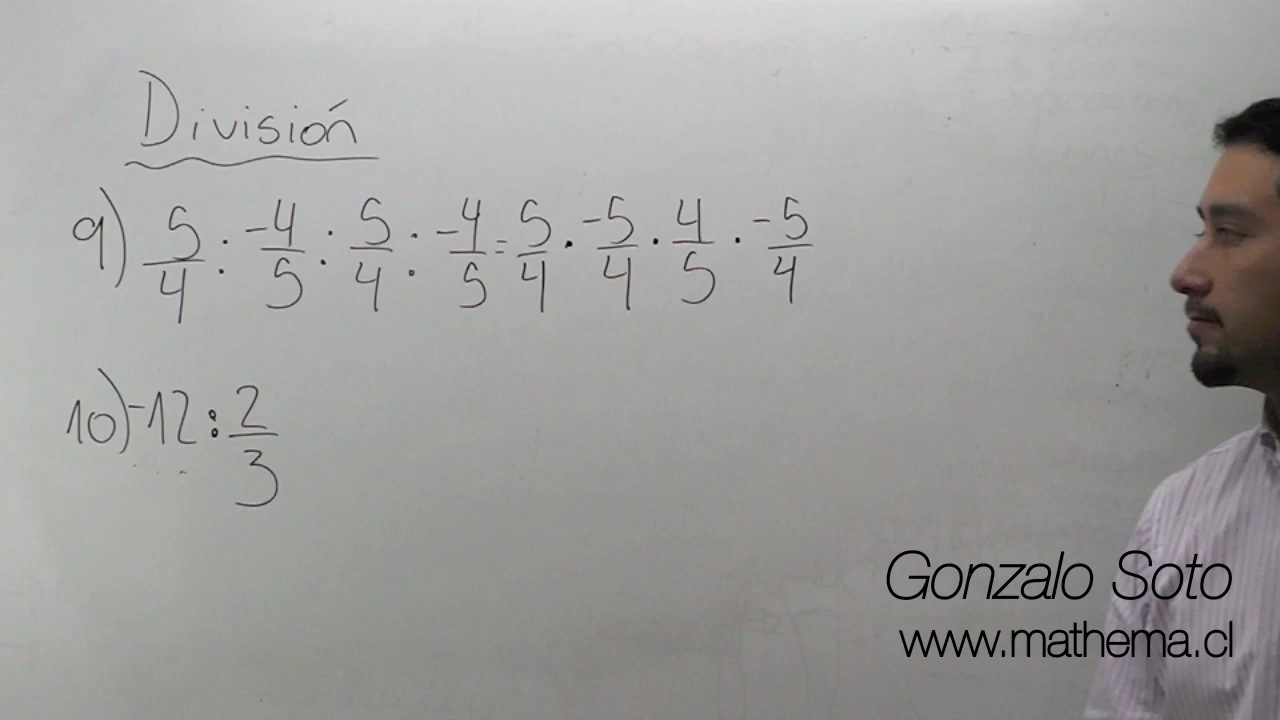 División
9) 5/4 : -4/5 : 5/4 : -4/5 = 5/4 · -5/4 · 4/5 · -5/4
10) -12 : 2/3
Gonzalo Soto
www.mathema.cl